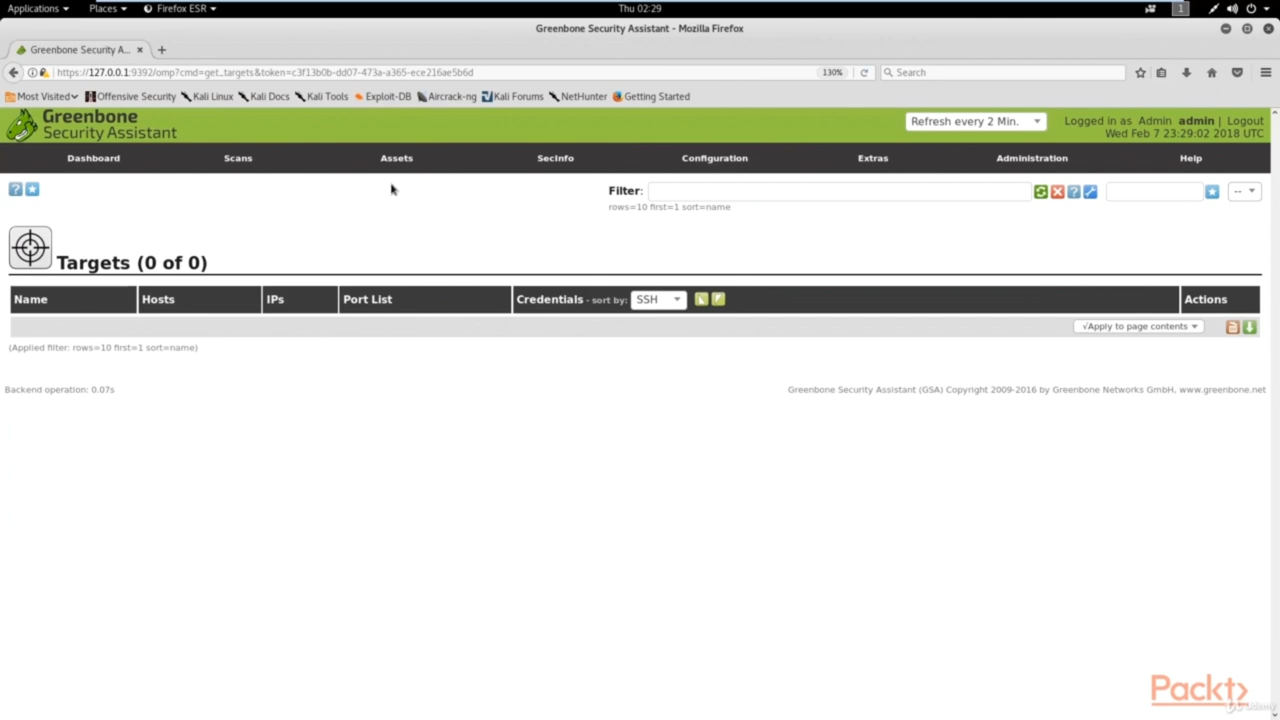 Applications ▾ Places ▾ Firefox ESR ▾ Thu 02:29 1
Greenbone Security Assistant - Mozilla Firefox
Greenbone Security A... × +
https://127.0.0.1:9392/omp?cmd=get_targets&token=c3f13b0b-dd07-473a-a365-ece216ae5b6d 130% Search
Most Visited Offensive Security Kali Linux Kali Docs Kali Tools Exploit-DB Aircrack-ng Kali Forums NetHunter Getting Started
Greenbone
Security Assistant
Refresh every 2 Min. Logged in as Admin admin | Logout
Wed Feb 7 23:29:02 2018 UTC
Dashboard Scans Assets SecInfo Configuration Extras Administration Help
Filter: --
rows=10 first=1 sort=name
Targets (0 of 0)
Name Hosts IPs Port List Credentials - sort by: SSH Actions
√Apply to page contents
(Applied filter: rows=10 first=1 sort=name)
Backend operation: 0.07s Greenbone Security Assistant (GSA) Copyright 2009-2016 by Greenbone Networks GmbH, www.greenbone.net
Packt>
Udemy